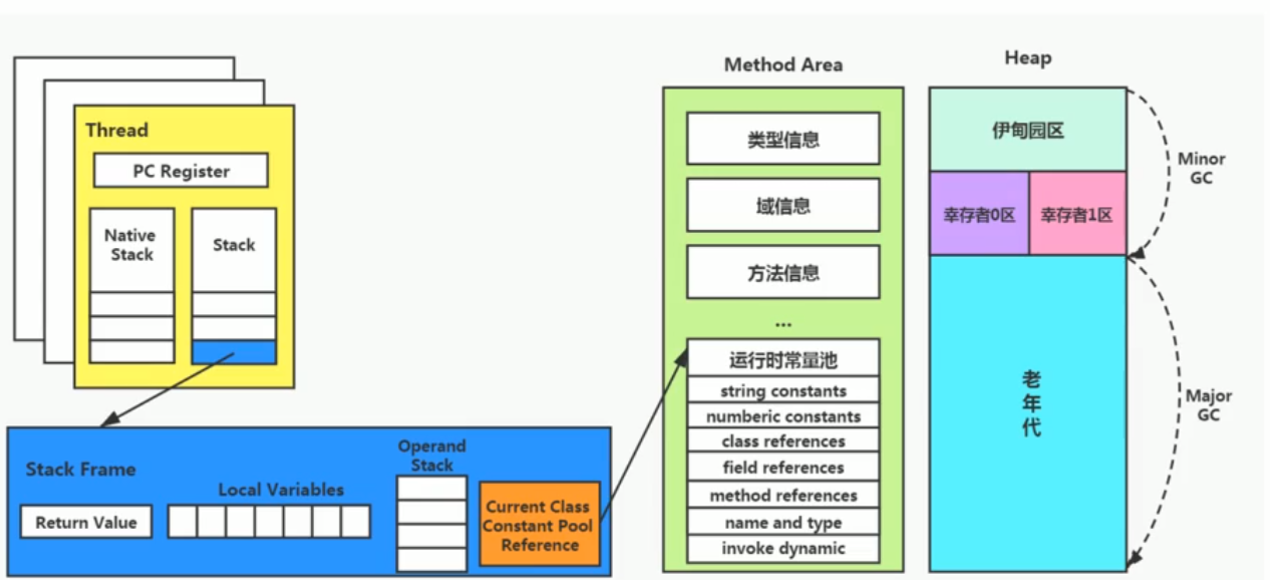 Thread
PC Register
Native
Stack
Stack
Stack Frame
Return Value
Local Variables
Operand
Stack
Current Class
Constant Pool
Reference
Method Area
类型信息
域信息
方法信息
...
运行时常量池
string constants
numberic constants
class references
field references
method references
name and type
invoke dynamic
Heap
伊甸园区
幸存者0区
幸存者1区
老
年
代
Minor
GC
Major
GC